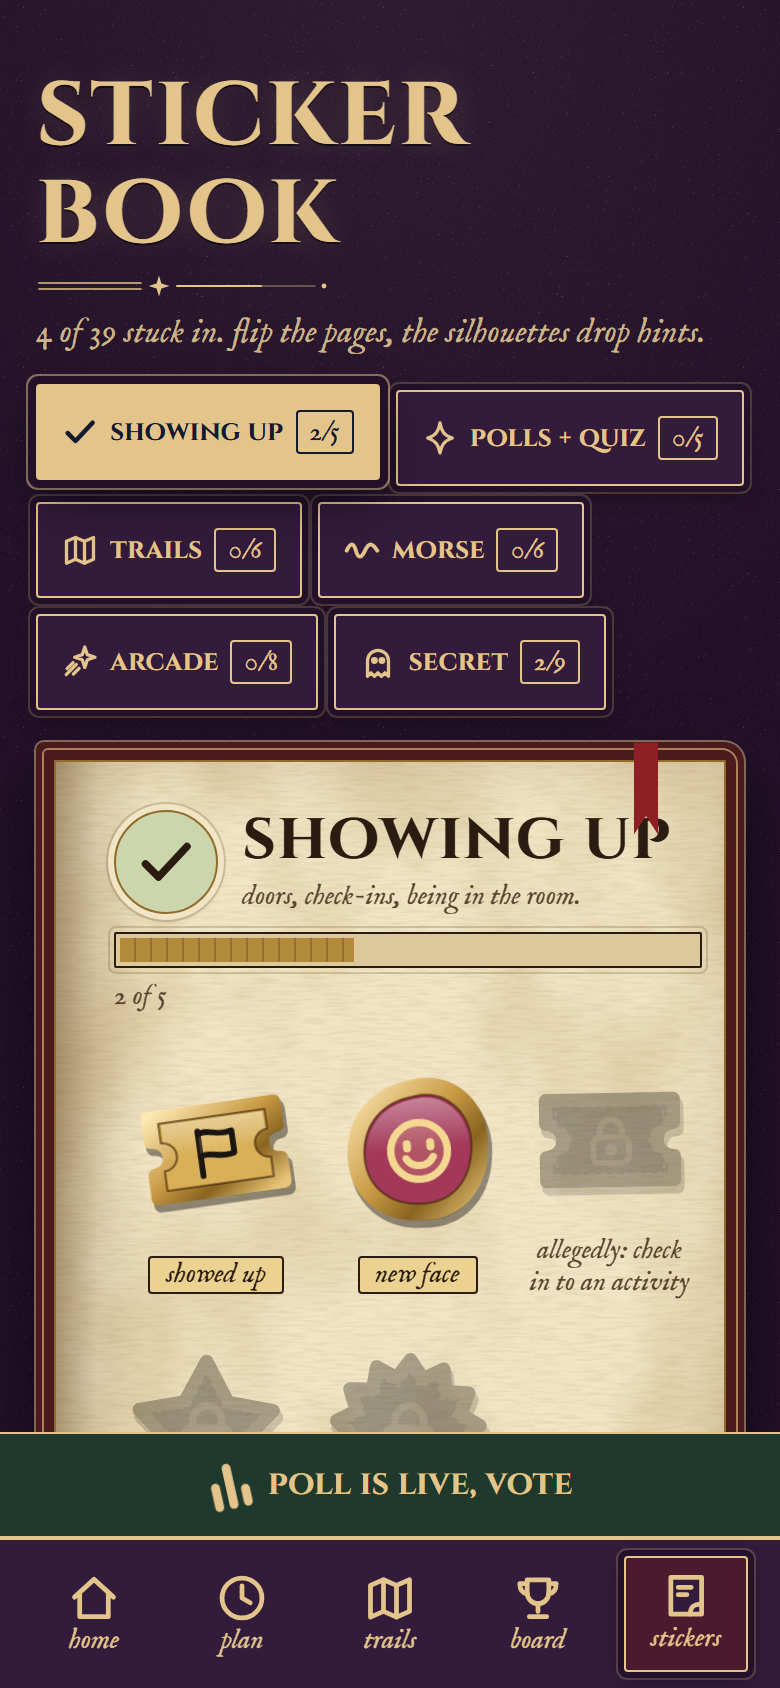 STICKER
BOOK
4 of 39 stuck in. flip the pages, the silhouettes drop hints.
SHOWING UP 2/5
POLLS + QUIZ 0/5
TRAILS 0/6
MORSE 0/6
ARCADE 0/8
SECRET 2/9
SHOWING UP
doors, check-ins, being in the room.
2 of 5
showed up
new face
allegedly: check
in to an activity
POLL IS LIVE, VOTE
home
plan
trails
board
stickers